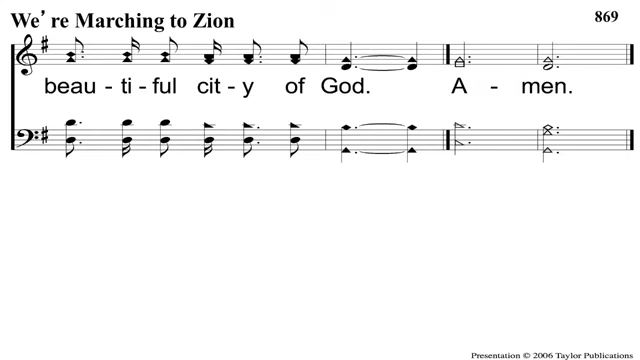 We're Marching to Zion
869
beau - ti - ful cit - y of God. A - men.
Presentation © 2006 Taylor Publications